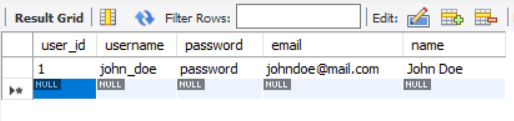 Result Grid Filter Rows: Edit:
user_id username password email name
1 john_doe password johndoe@mail.com John Doe
NULL NULL NULL NULL NULL